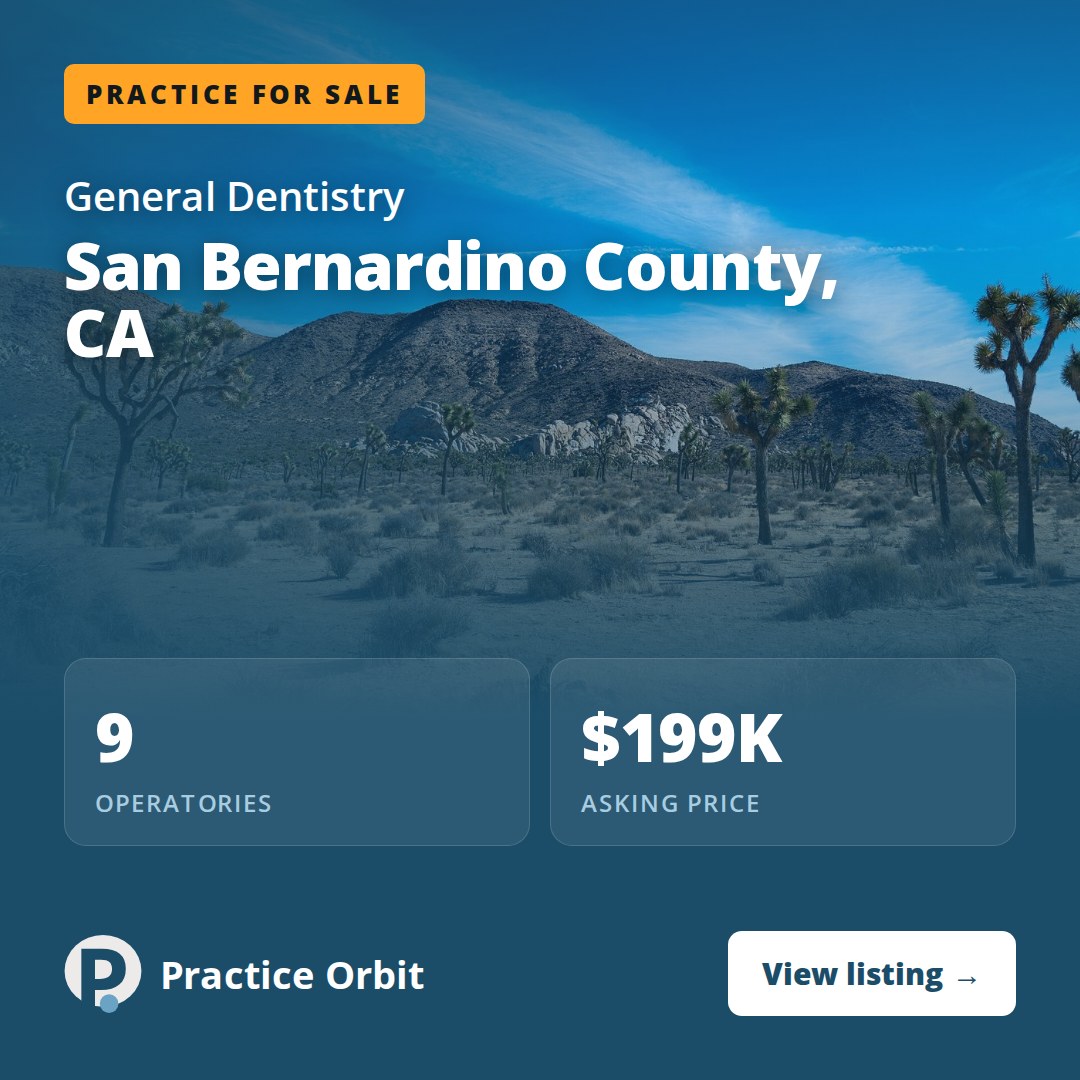 PRACTICE FOR SALE
General Dentistry
San Bernardino County,
CA
9
OPERATORIES
$199K
ASKING PRICE
Practice Orbit
View listing →